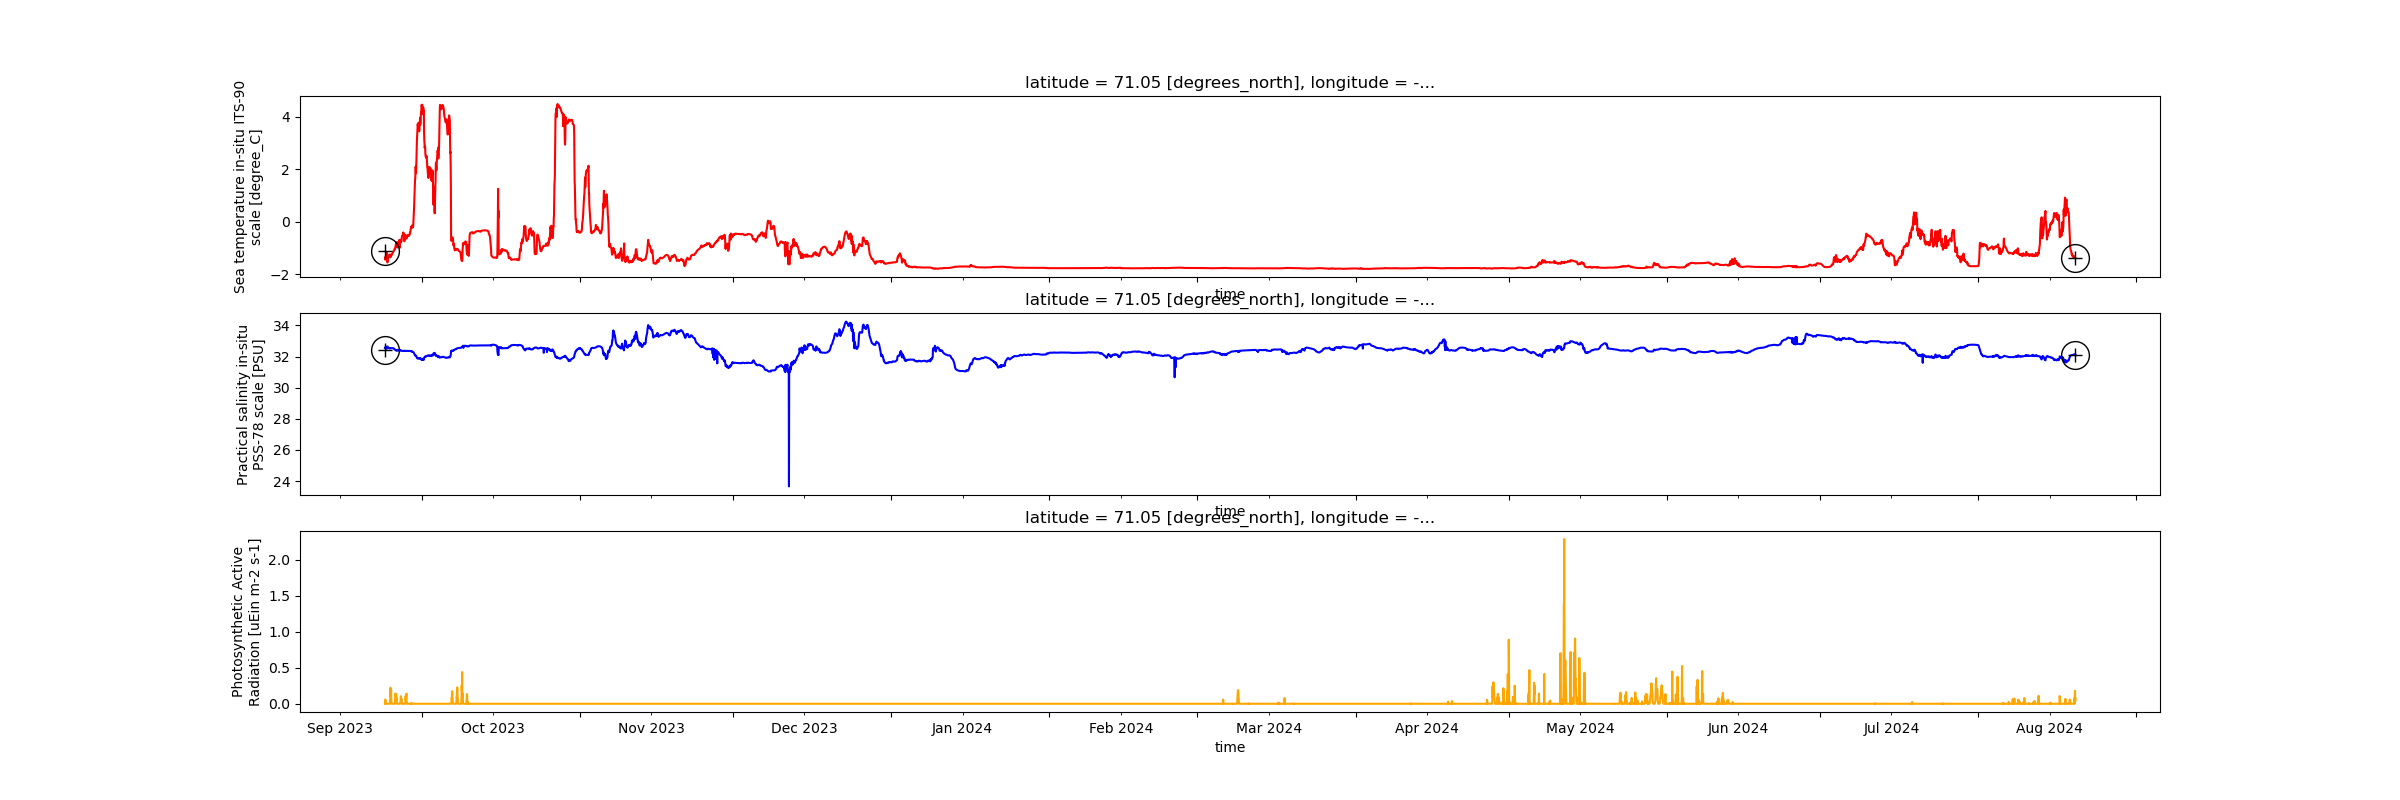 latitude = 71.05 [degrees_north], longitude = -...
Sea temperature in-situ ITS-90
scale [degree_C]
4
2
0
−2
time
latitude = 71.05 [degrees_north], longitude = -...
Practical salinity in-situ
PSS-78 scale [PSU]
34
32
30
28
26
24
time
latitude = 71.05 [degrees_north], longitude = -...
Photosynthetic Active
Radiation [uEin m-2 s-1]
2.0
1.5
1.0
0.5
0.0
Sep 2023 Oct 2023 Nov 2023 Dec 2023 Jan 2024 Feb 2024 Mar 2024 Apr 2024 May 2024 Jun 2024 Jul 2024 Aug 2024
time